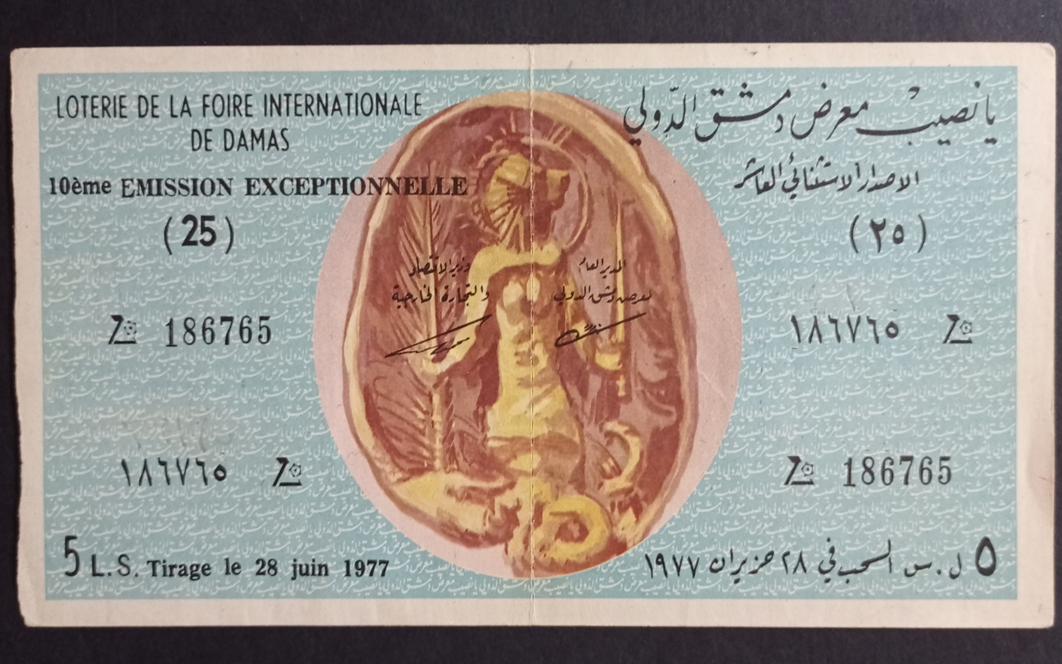 LOTERIE DE LA FOIRE INTERNATIONALE
DE DAMAS
10ème EMISSION EXCEPTIONNELLE
(25)
يانصيب معرض دمشق الدّولي
الاصدار الاستثنائي العاشر
(٢٥)
وزير الاقتصاد
والتجارة الخارجية
المدير العام
لمعرض دمشق الدولي
186765
١٨٦٧٦٥
١٨٦٧٦٥
186765
5 L.S. Tirage le 28 juin 1977
٥ ل.س السحب في ٢٨ حزيران ١٩٧٧